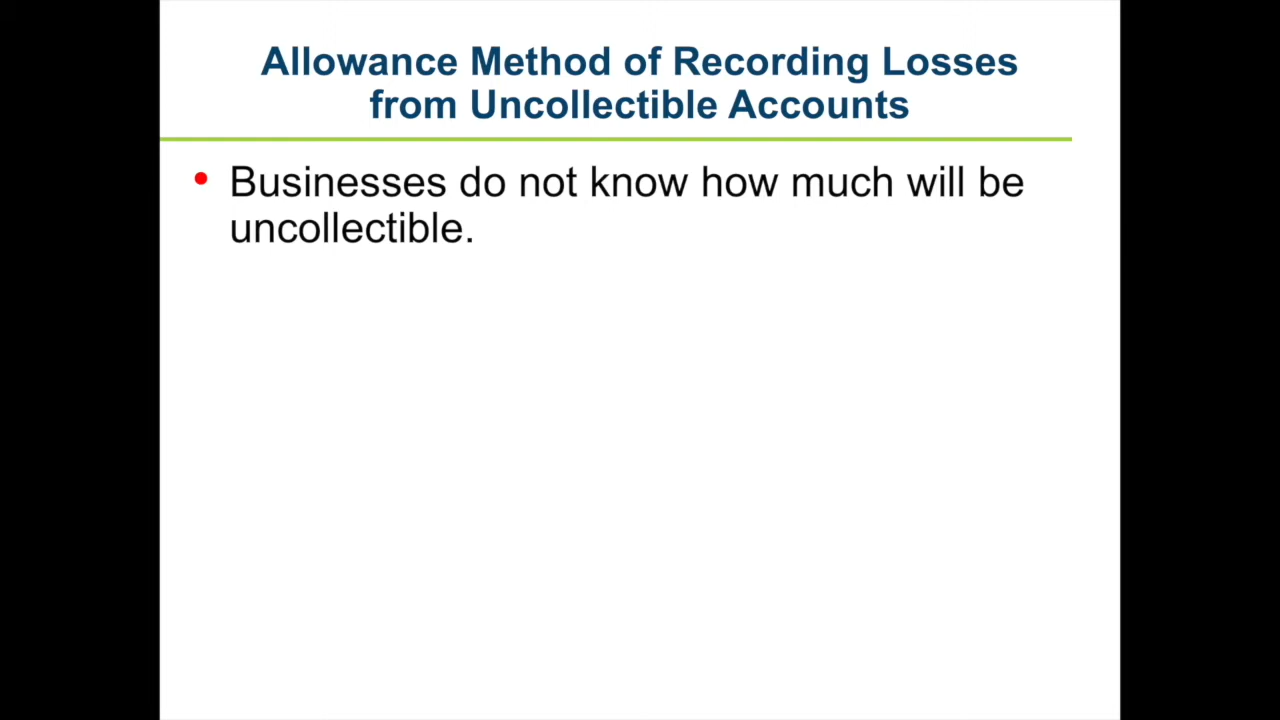 Allowance Method of Recording Losses
from Uncollectible Accounts
• Businesses do not know how much will be
uncollectible.